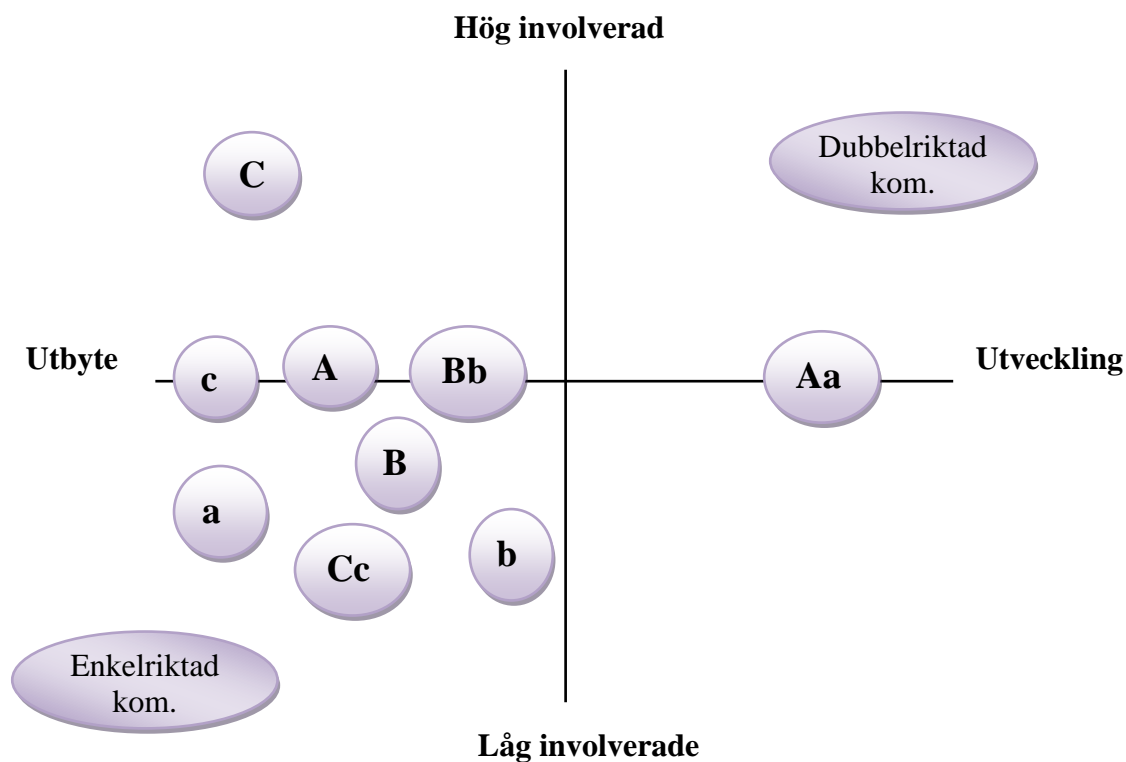 Hög involverad
Dubbelriktad
kom.
C
Utbyte
c
A
Bb
Aa
Utveckling
B
a
Cc
b
Enkelriktad
kom.
Låg involverade